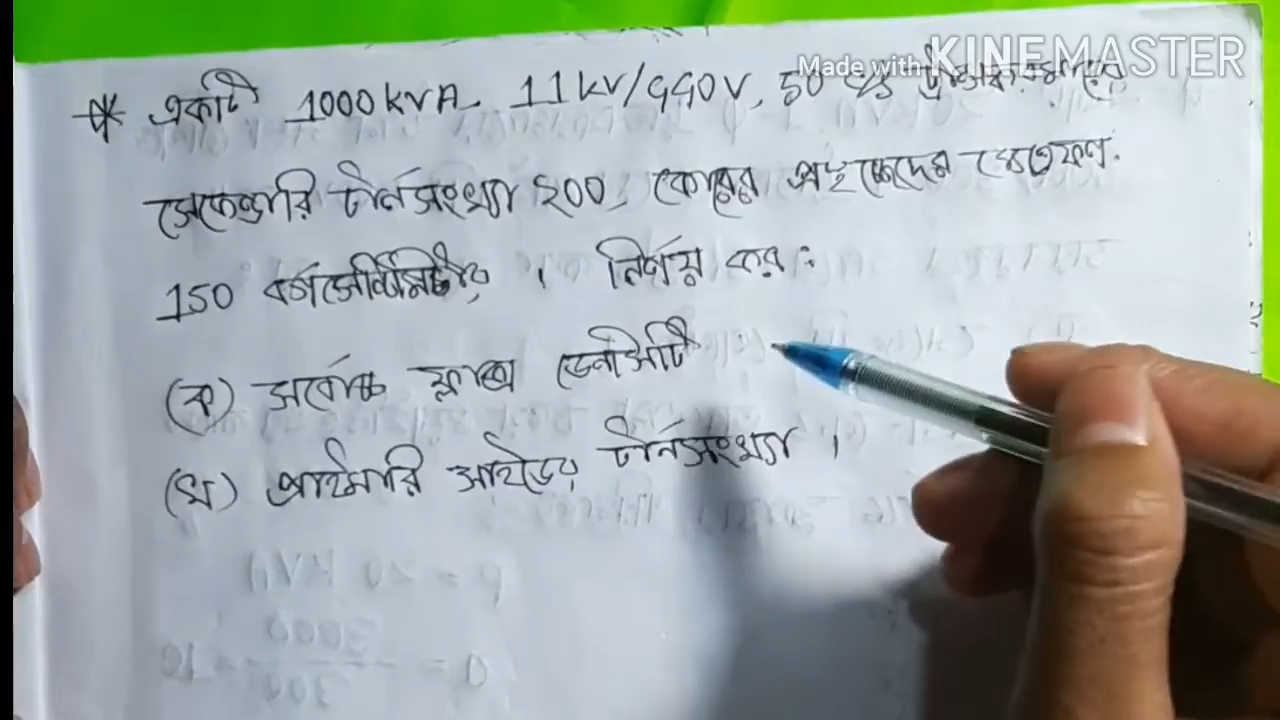 Made with KINEMASTER
* একটি 1000 kVA, 11kV/440V, 50 হার্জ ট্রান্সফরমারের
সেকেন্ডারি টার্নসংখ্যা 200, কোরের প্রস্থচ্ছেদের ক্ষেত্রফল
150 বর্গসেন্টিমিটার । নির্ণয় কর :
(ক) সর্বোচ্চ ফ্লাক্স ডেনসিটি
(খ) প্রাইমারি সাইডের টার্নসংখ্যা ।